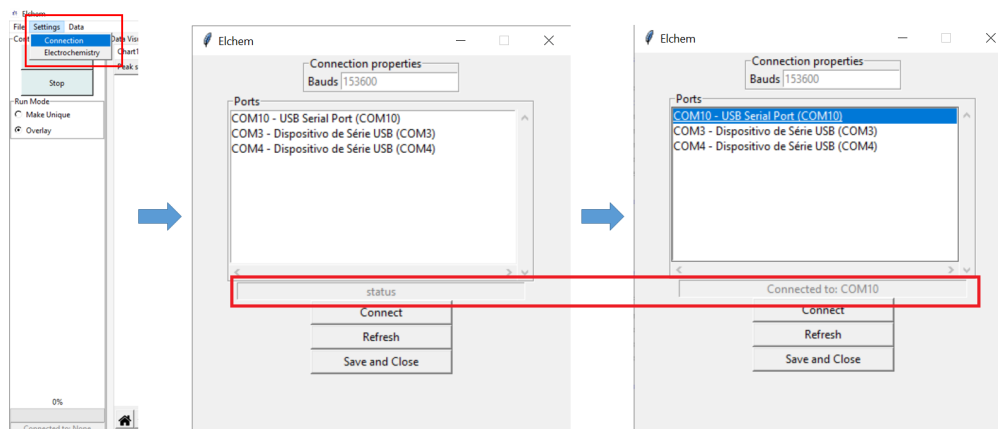 Elchem
File Settings Data
Connection
Electrochemistry
Data Vis
Chart1
Peak s
Stop
Run Mode
Make Unique
Overlay
0%
Connected to: None
Elchem
Connection properties
Bauds 153600
Ports
COM10 - USB Serial Port (COM10)
COM3 - Dispositivo de Série USB (COM3)
COM4 - Dispositivo de Série USB (COM4)
status
Connect
Refresh
Save and Close
Elchem
Connection properties
Bauds 153600
Ports
COM10 - USB Serial Port (COM10)
COM3 - Dispositivo de Série USB (COM3)
COM4 - Dispositivo de Série USB (COM4)
Connected to: COM10
Connect
Refresh
Save and Close